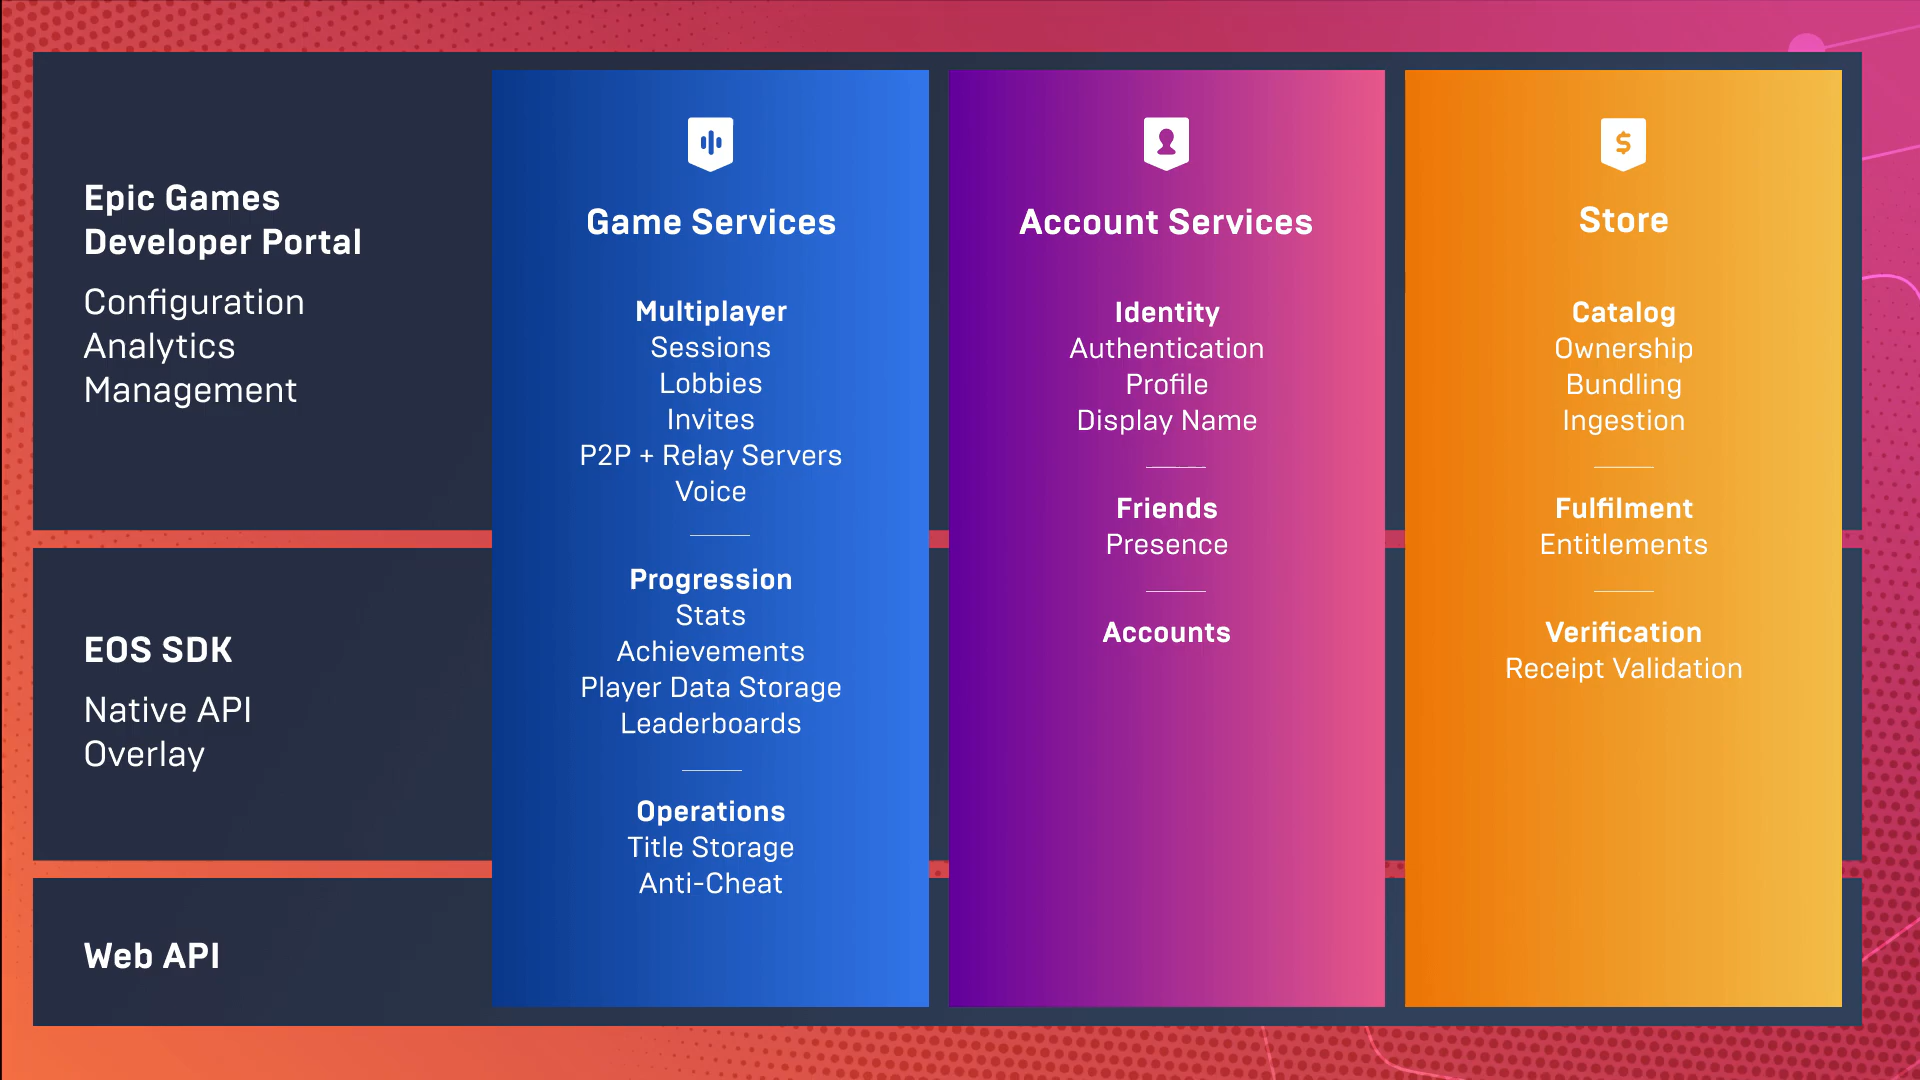 Epic Games
Developer Portal
Configuration
Analytics
Management
EOS SDK
Native API
Overlay
Web API
Game Services
Multiplayer
Sessions
Lobbies
Invites
P2P + Relay Servers
Voice
Progression
Stats
Achievements
Player Data Storage
Leaderboards
Operations
Title Storage
Anti-Cheat
Account Services
Identity
Authentication
Profile
Display Name
Friends
Presence
Accounts
$
Store
Catalog
Ownership
Bundling
Ingestion
Fulfilment
Entitlements
Verification
Receipt Validation